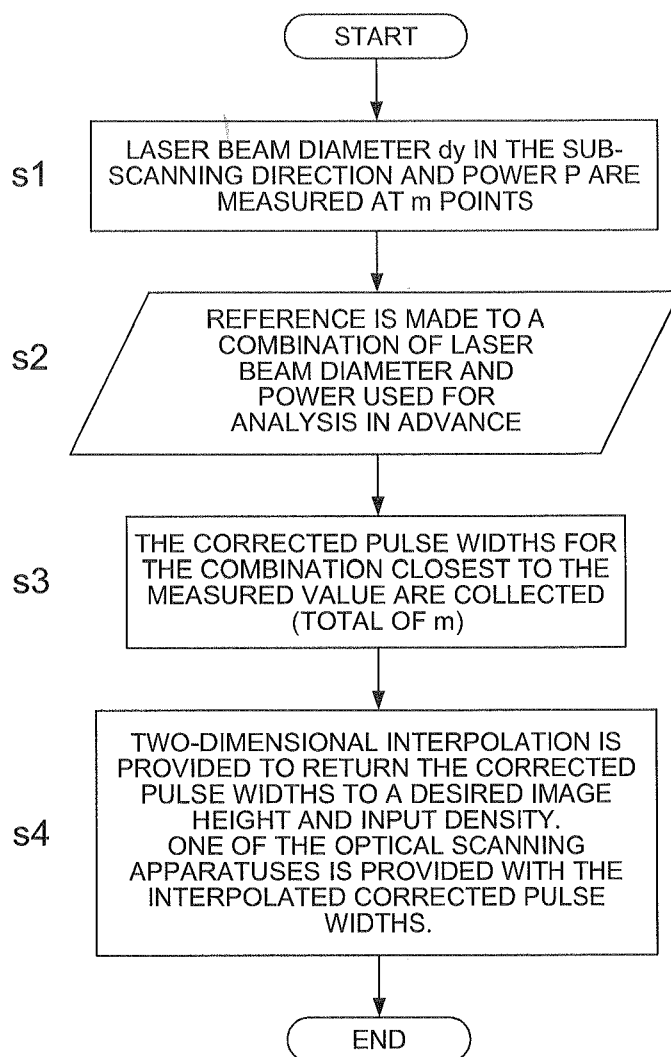 START
s1
LASER BEAM DIAMETER dy IN THE SUB-
SCANNING DIRECTION AND POWER P ARE
MEASURED AT m POINTS
s2
REFERENCE IS MADE TO A
COMBINATION OF LASER
BEAM DIAMETER AND
POWER USED FOR
ANALYSIS IN ADVANCE
s3
THE CORRECTED PULSE WIDTHS FOR
THE COMBINATION CLOSEST TO THE
MEASURED VALUE ARE COLLECTED
(TOTAL OF m)
s4
TWO-DIMENSIONAL INTERPOLATION IS
PROVIDED TO RETURN THE CORRECTED
PULSE WIDTHS TO A DESIRED IMAGE
HEIGHT AND INPUT DENSITY.
ONE OF THE OPTICAL SCANNING
APPARATUSES IS PROVIDED WITH THE
INTERPOLATED CORRECTED PULSE
WIDTHS.
END